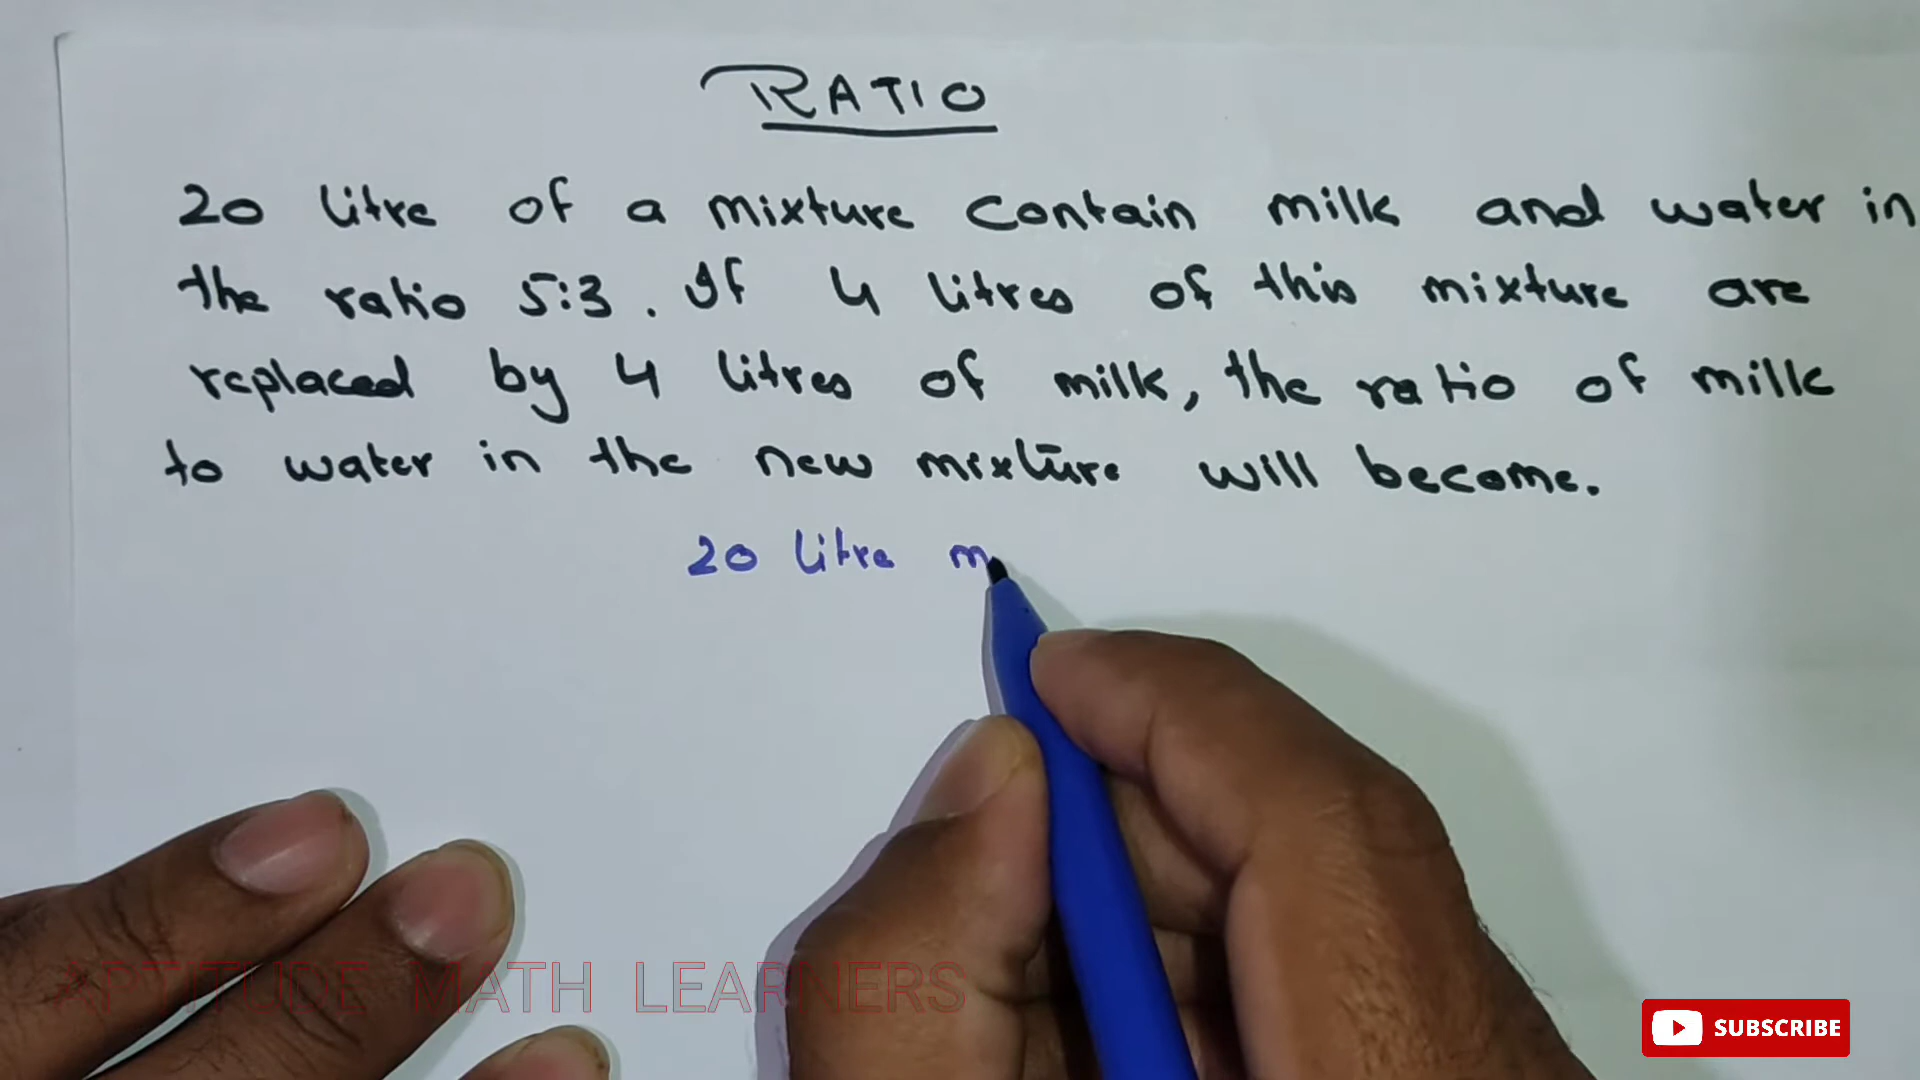 RATIO
20 litre of a mixture contain milk and water in
the ratio 5:3. If 4 litres of this mixture are
replaced by 4 litres of milk, the ratio of milk
to water in the new mixture will become.
20 litre m
APTITUDE MATH LEARNERS
SUBSCRIBE